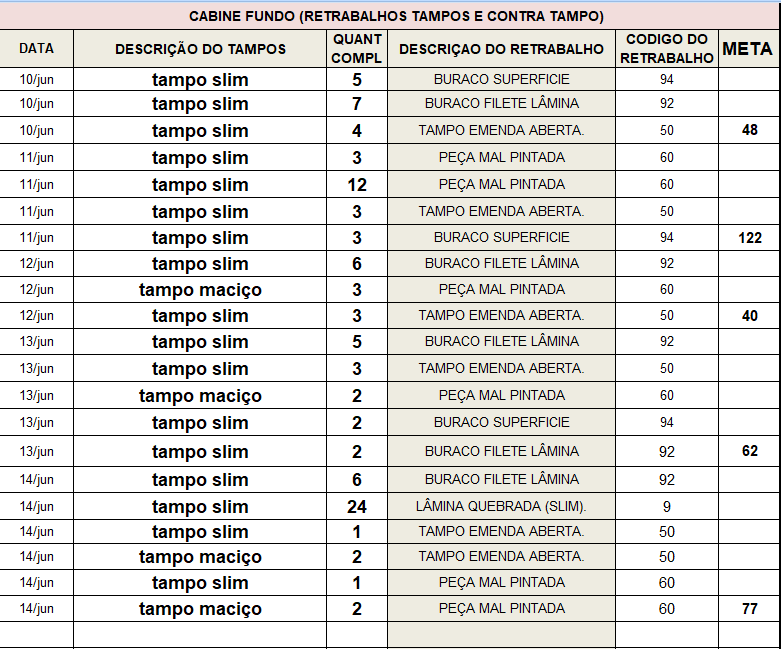 CABINE FUNDO (RETRABALHOS TAMPOS E CONTRA TAMPO)
DATA DESCRIÇÃO DO TAMPOS QUANT COMPL DESCRIÇAO DO RETRABALHO CODIGO DO RETRABALHO META
10/jun tampo slim 5 BURACO SUPERFICIE 94
10/jun tampo slim 7 BURACO FILETE LÂMINA 92
10/jun tampo slim 4 TAMPO EMENDA ABERTA. 50 48
11/jun tampo slim 3 PEÇA MAL PINTADA 60
11/jun tampo slim 12 PEÇA MAL PINTADA 60
11/jun tampo slim 3 TAMPO EMENDA ABERTA. 50
11/jun tampo slim 3 BURACO SUPERFICIE 94 122
12/jun tampo slim 6 BURACO FILETE LÂMINA 92
12/jun tampo maciço 3 PEÇA MAL PINTADA 60
12/jun tampo slim 3 TAMPO EMENDA ABERTA. 50 40
13/jun tampo slim 5 BURACO FILETE LÂMINA 92
13/jun tampo slim 3 TAMPO EMENDA ABERTA. 50
13/jun tampo maciço 2 PEÇA MAL PINTADA 60
13/jun tampo slim 2 BURACO SUPERFICIE 94
13/jun tampo slim 2 BURACO FILETE LÂMINA 92 62
14/jun tampo slim 6 BURACO FILETE LÂMINA 92
14/jun tampo slim 24 LÂMINA QUEBRADA (SLIM). 9
14/jun tampo slim 1 TAMPO EMENDA ABERTA. 50
14/jun tampo maciço 2 TAMPO EMENDA ABERTA. 50
14/jun tampo slim 1 PEÇA MAL PINTADA 60
14/jun tampo maciço 2 PEÇA MAL PINTADA 60 77